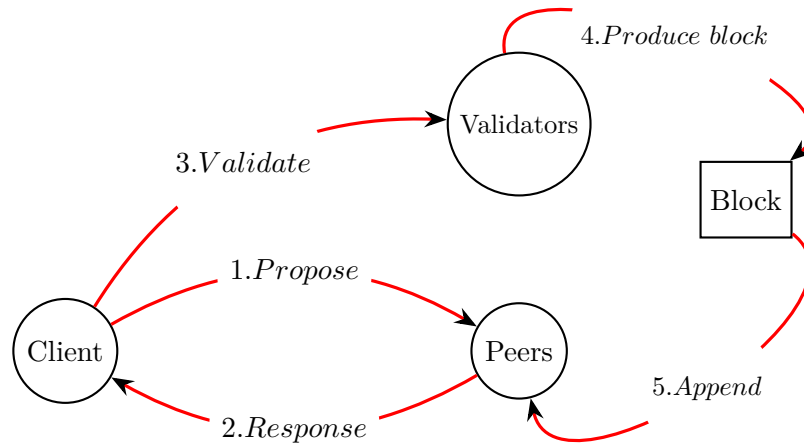 4.Produce block
Validators
3.Validate
Block
1.Propose
Client
Peers
5.Append
2.Response